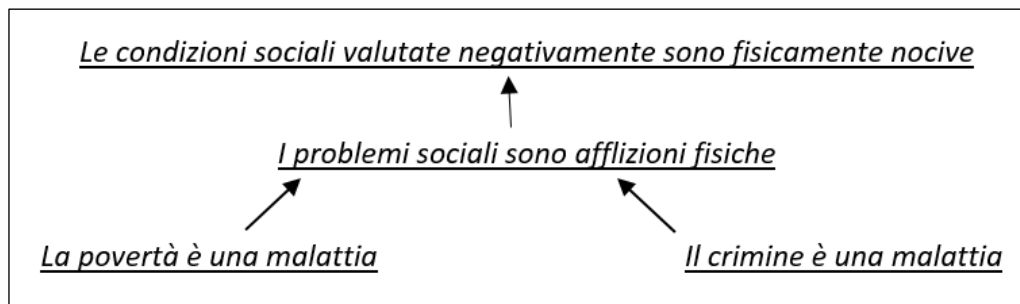 Le condizioni sociali valutate negativamente sono fisicamente nocive
I problemi sociali sono afflizioni fisiche
La povertà è una malattia
Il crimine è una malattia